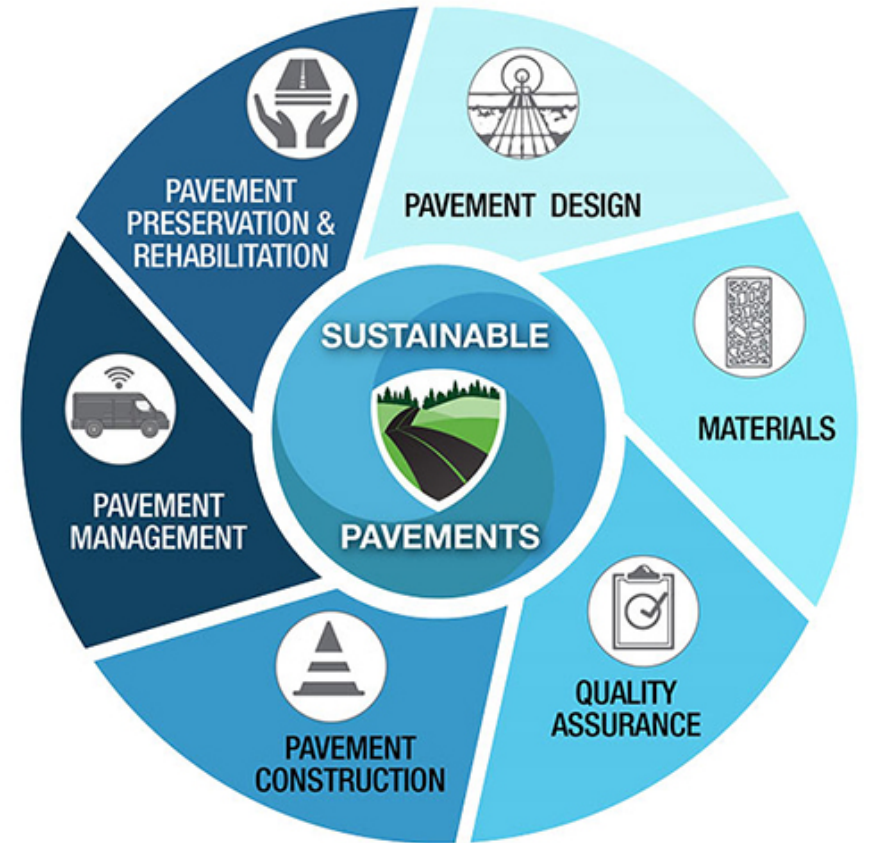 SUSTAINABLE
PAVEMENTS
PAVEMENT DESIGN
MATERIALS
QUALITY
ASSURANCE
PAVEMENT
CONSTRUCTION
PAVEMENT
MANAGEMENT
PAVEMENT
PRESERVATION &
REHABILITATION